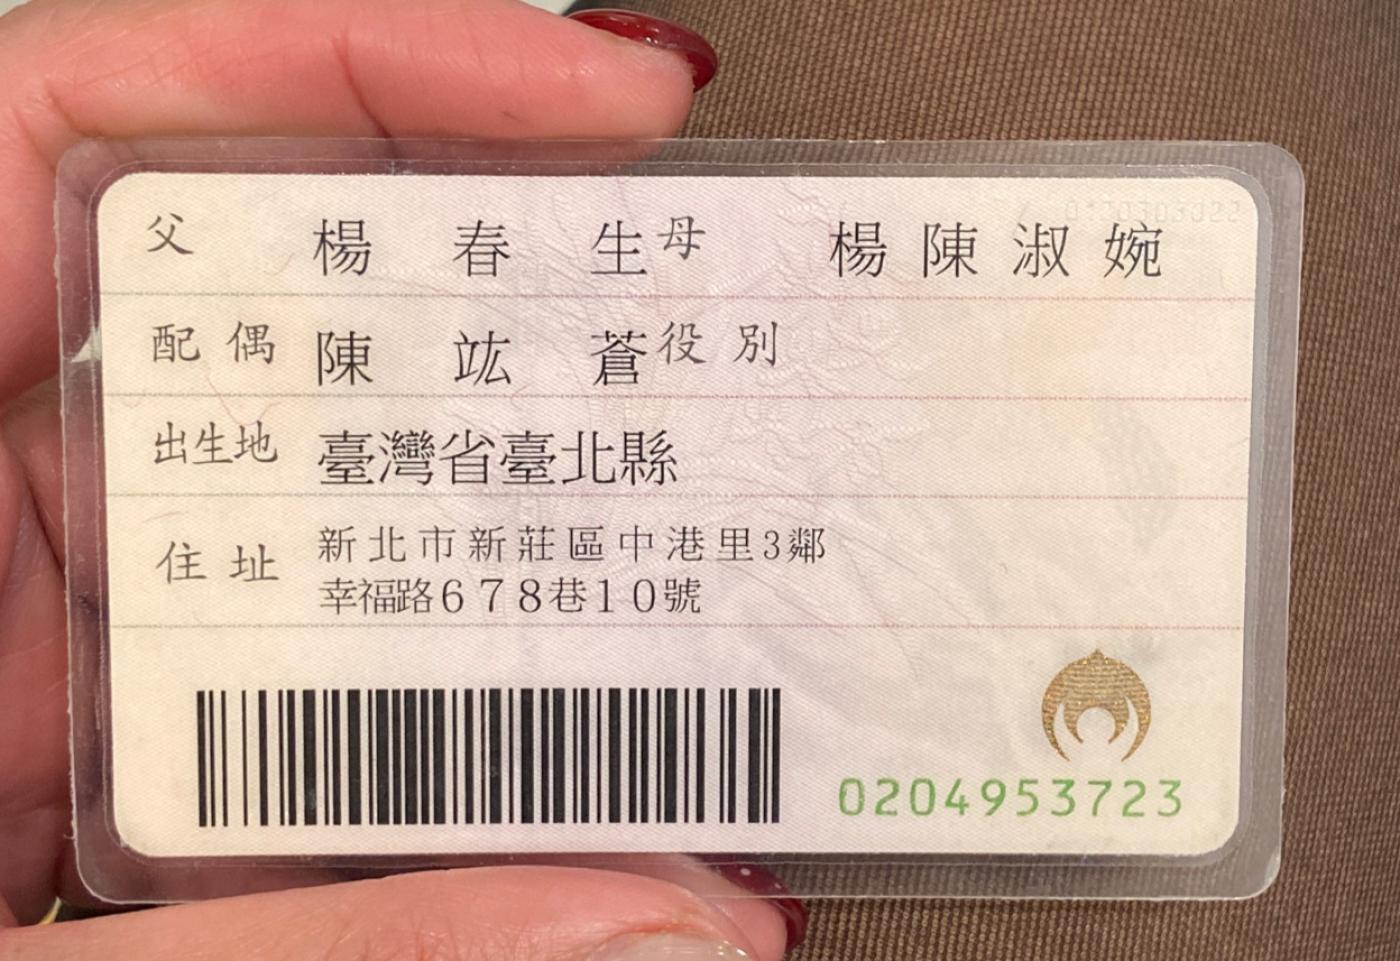 父 楊春生 母 楊陳淑婉
配偶 陳竑蒼 役別
出生地 臺灣省臺北縣
住址 新北市新莊區中港里3鄰
幸福路678巷10號
0204953723